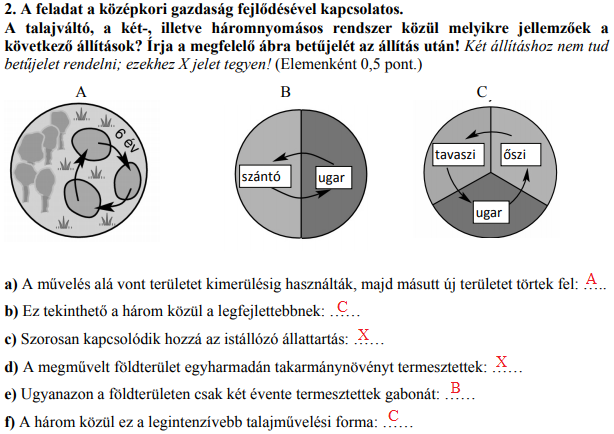 2. A feladat a középkori gazdaság fejlődésével kapcsolatos.
A talajváltó, a két-, illetve háromnyomásos rendszer közül melyikre jellemzőek a
következő állítások? Írja a megfelelő ábra betűjelét az állítás után! Két állításhoz nem tud
betűjelet rendelni; ezekhez X jelet tegyen! (Elemenként 0,5 pont.)
A
B
C
6 év
szántó
ugar
tavaszi
őszi
ugar
a) A művelés alá vont területet kimerülésig használták, majd másutt új területet törtek fel: ..A...
b) Ez tekinthető a három közül a legfejlettebbnek: ..C....
c) Szorosan kapcsolódik hozzá az istállózó állattartás: ..X....
d) A megművelt földterület egyharmadán takarmánynövényt termesztettek: ..X....
e) Ugyanazon a földterületen csak két évente termesztettek gabonát: ..B....
f) A három közül ez a legintenzívebb talajművelési forma: ..C....